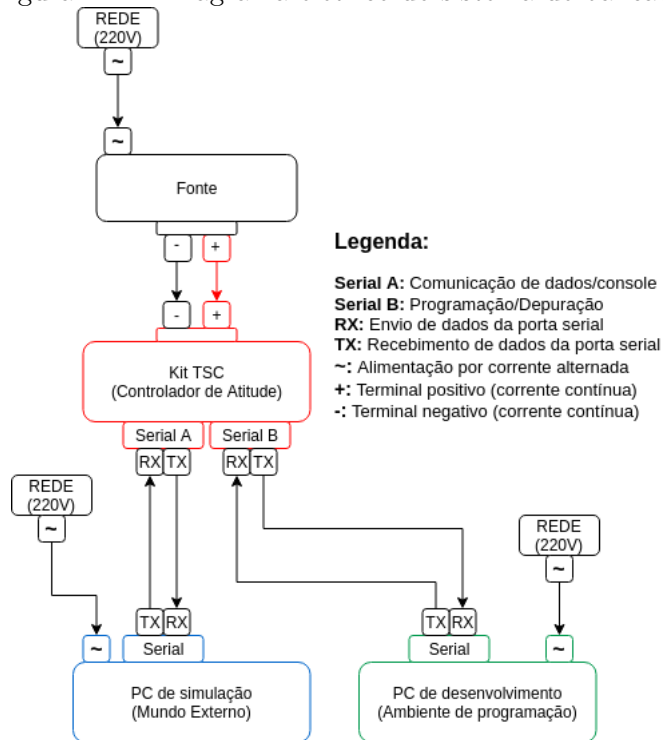 REDE
(220V)
~
~
Fonte
-
+
-
+
Kit TSC
(Controlador de Atitude)
Serial A
Serial B
RX
TX
RX
TX
Legenda:
Serial A: Comunicação de dados/console
Serial B: Programação/Depuração
RX: Envio de dados da porta serial
TX: Recebimento de dados da porta serial
~: Alimentação por corrente alternada
+: Terminal positivo (corrente contínua)
-: Terminal negativo (corrente contínua)
REDE
(220V)
~
REDE
(220V)
~
TX
RX
TX
RX
~
Serial
Serial
~
PC de simulação
(Mundo Externo)
PC de desenvolvimento
(Ambiente de programação)